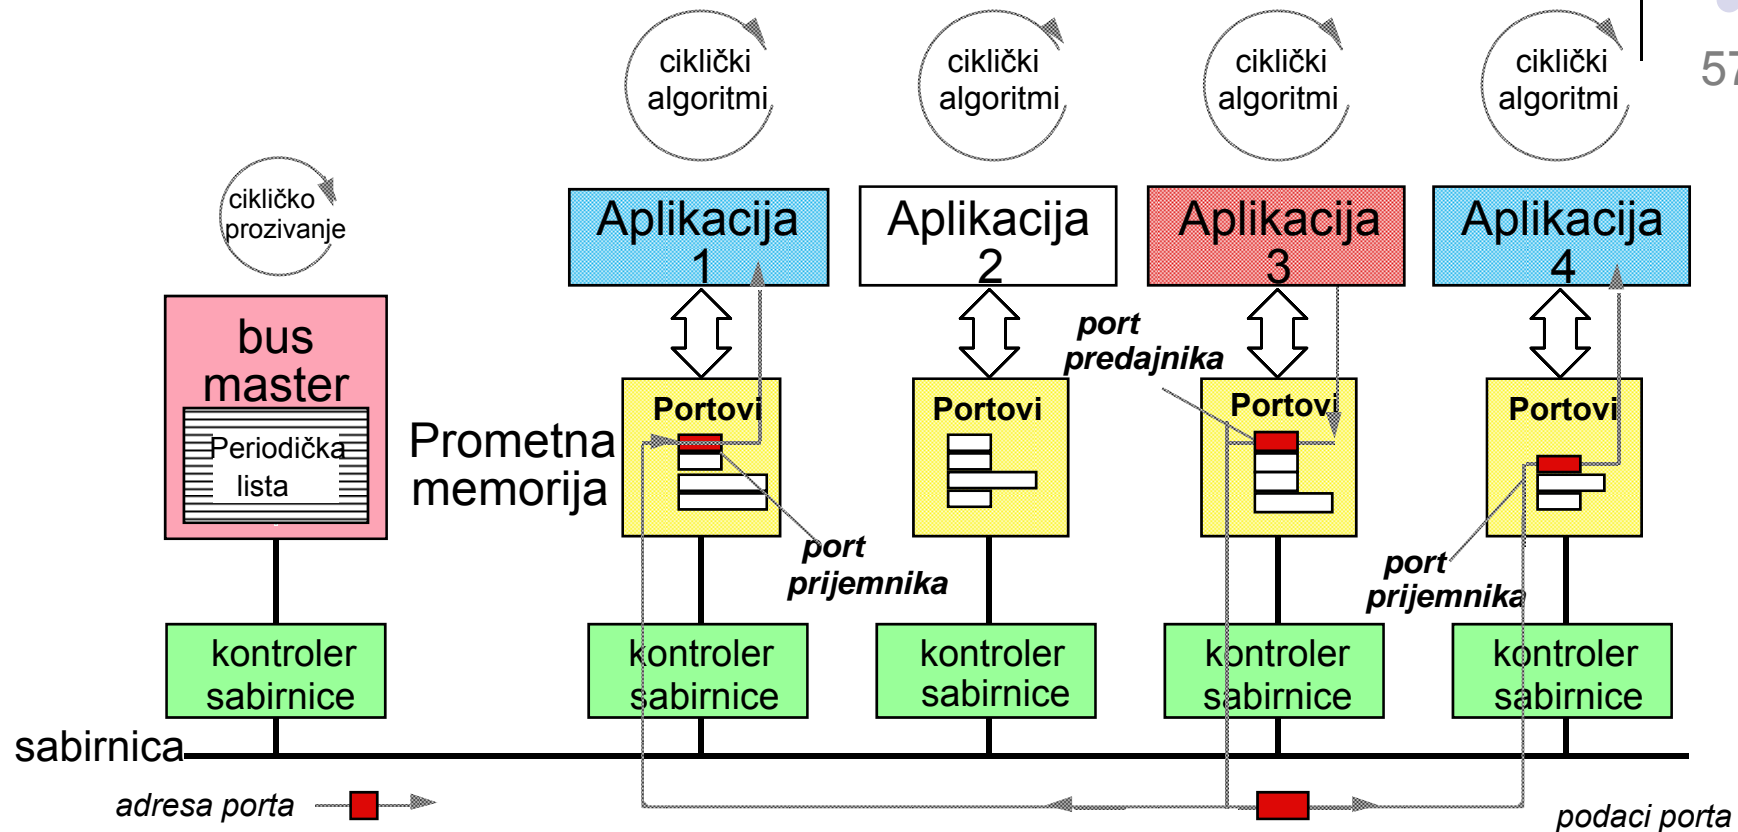 57
ciklički
algoritmi
ciklički
algoritmi
ciklički
algoritmi
ciklički
algoritmi
cikličko
prozivanje
Aplikacija
1
Aplikacija
2
Aplikacija
3
Aplikacija
4
bus
master
Periodička
lista
port
predajnika
Prometna
memorija
Portovi
Portovi
Portovi
Portovi
port
prijemnika
port
prijemnika
kontroler
sabirnice
kontroler
sabirnice
kontroler
sabirnice
kontroler
sabirnice
kontroler
sabirnice
sabirnica
adresa porta
podaci porta